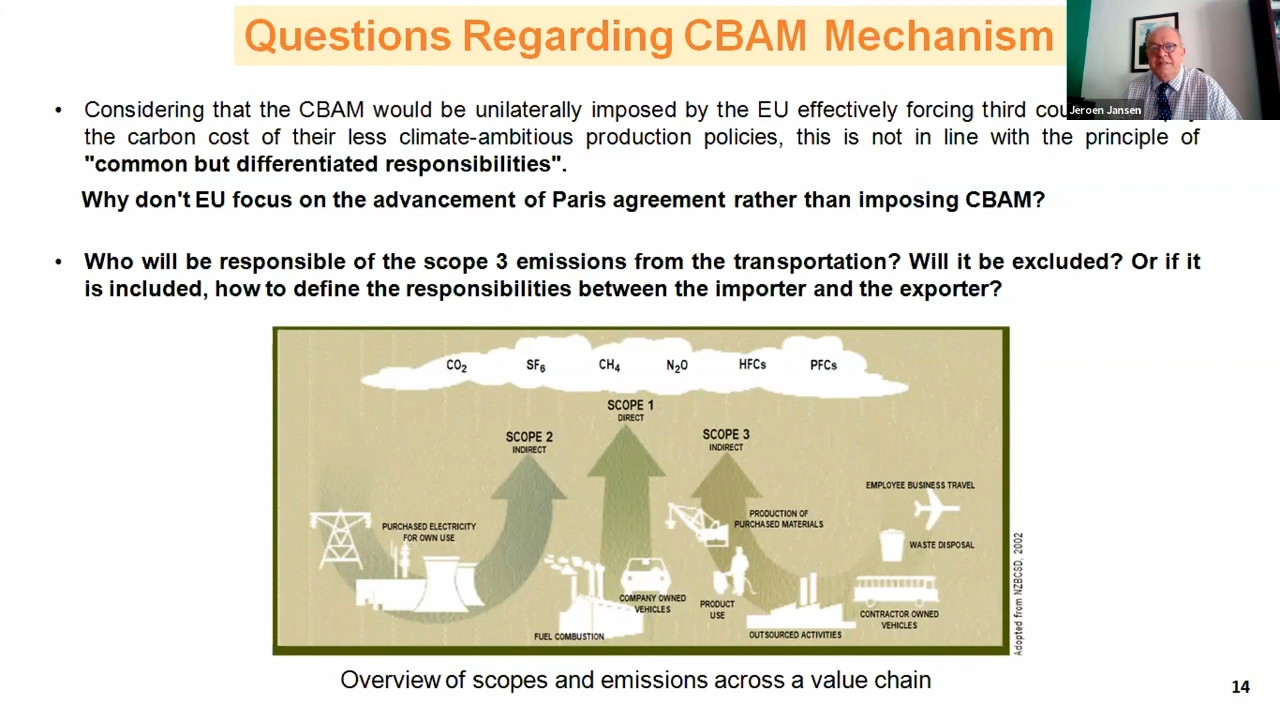 Questions Regarding CBAM Mechanism
Jeroen Jansen
• Considering that the CBAM would be unilaterally imposed by the EU effectively forcing third
the carbon cost of their less climate-ambitious production policies, this is not in line with the principle of
"common but differentiated responsibilities".
Why don't EU focus on the advancement of Paris agreement rather than imposing CBAM?
• Who will be responsible of the scope 3 emissions from the transportation? Will it be excluded? Or if it
is included, how to define the responsibilities between the importer and the exporter?
CO2 SF6 CH4 N2O HFCs PFCs
SCOPE 1
DIRECT
SCOPE 2
INDIRECT
SCOPE 3
INDIRECT
PURCHASED ELECTRICITY
FOR OWN USE
PRODUCTION OF
PURCHASED MATERIALS
EMPLOYEE BUSINESS TRAVEL
WASTE DISPOSAL
COMPANY OWNED
VEHICLES
PRODUCT
USE
CONTRACTOR OWNED
VEHICLES
FUEL COMBUSTION
OUTSOURCED ACTIVITIES
Adopted from NZBCSD, 2002
Overview of scopes and emissions across a value chain
14